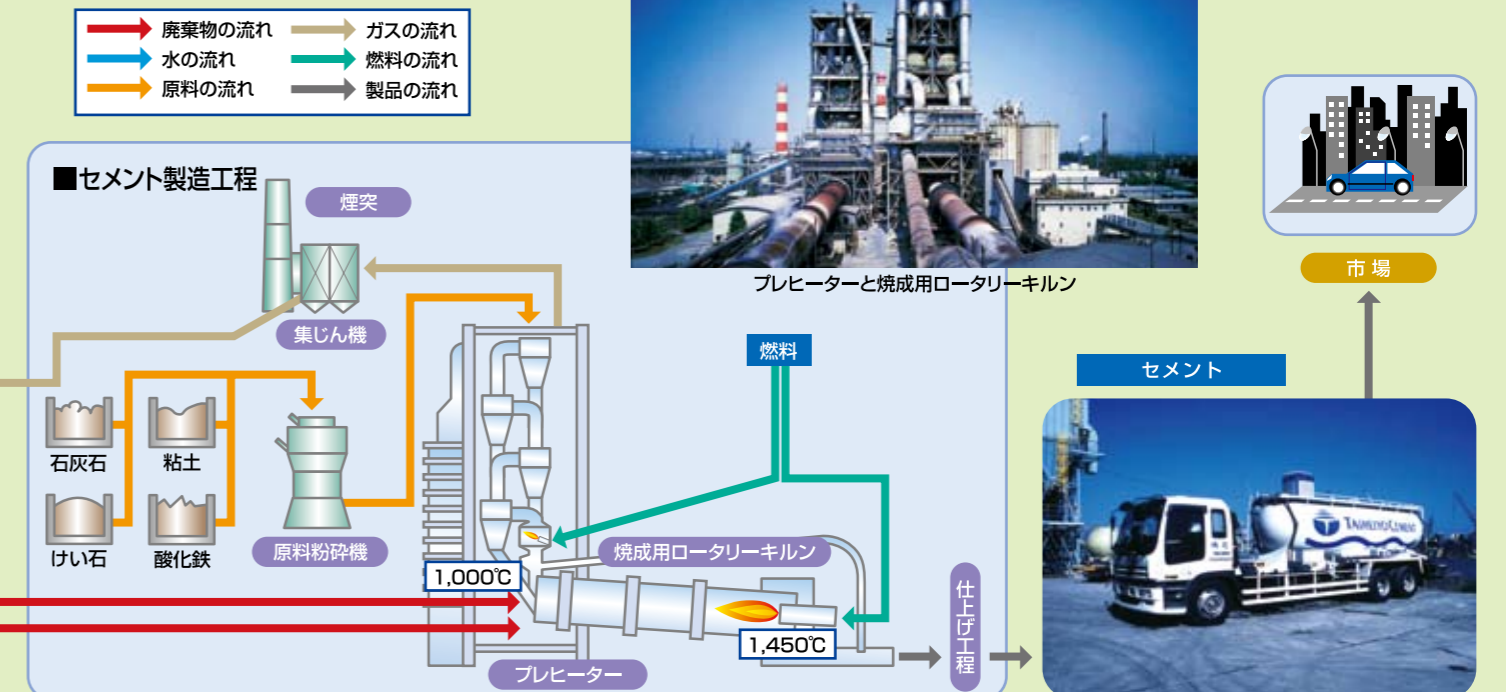 廃棄物の流れ
ガスの流れ
水の流れ
燃料の流れ
原料の流れ
製品の流れ
■セメント製造工程
煙突
集じん機
石灰石
粘土
けい石
酸化鉄
原料粉砕機
プレヒーターと焼成用ロータリーキルン
燃料
焼成用ロータリーキルン
1,000℃
1,450℃
プレヒーター
仕上げ工程
セメント
市場
TAIHEIYO CEMENT